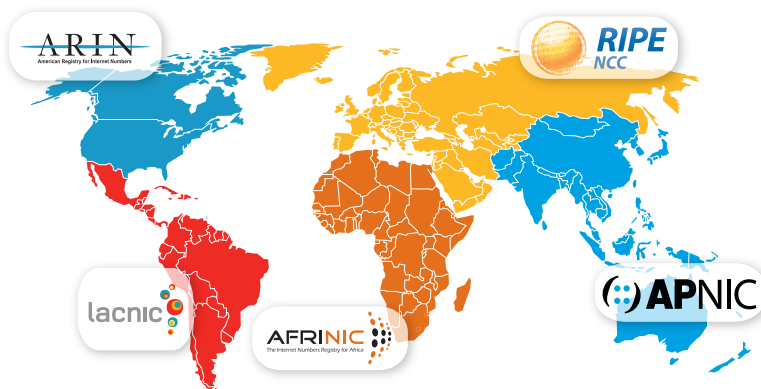 ARIN
American Registry for Internet Numbers
RIPE
NCC
lacnic
AFRINIC
The Internet Numbers Registry for Africa
APNIC